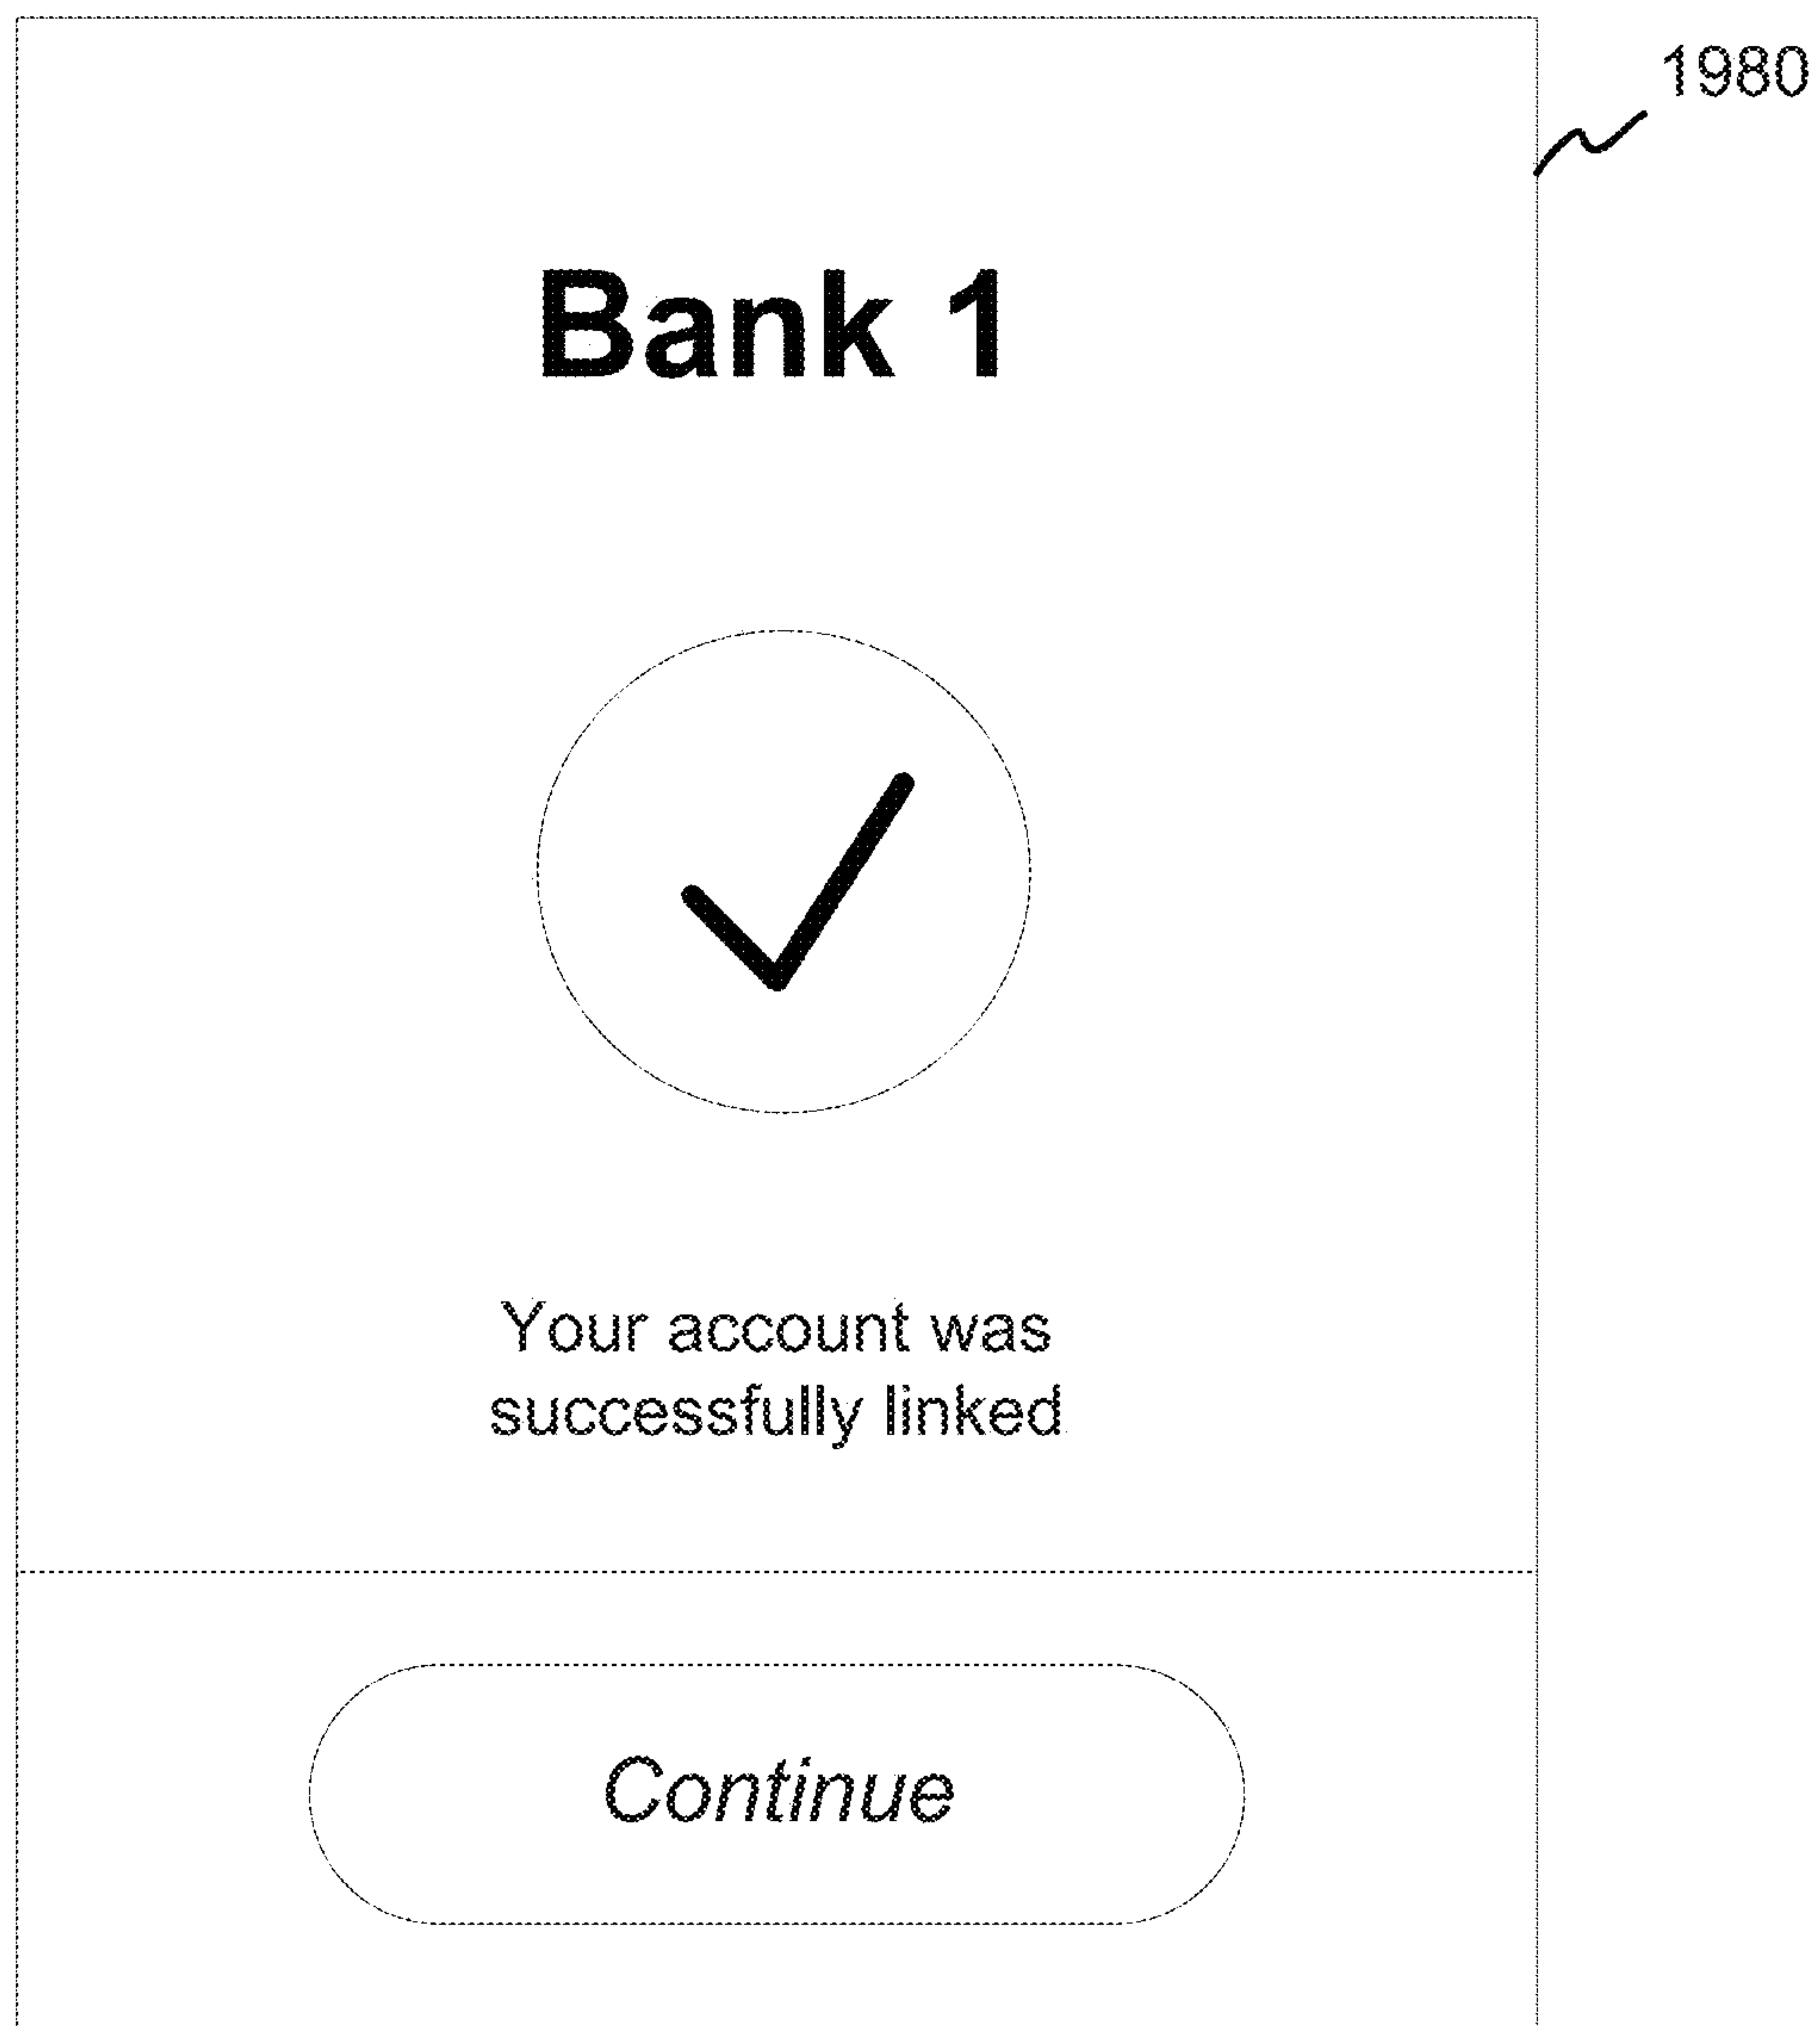 1980
Bank 1
Your account was
successfully linked
Continue